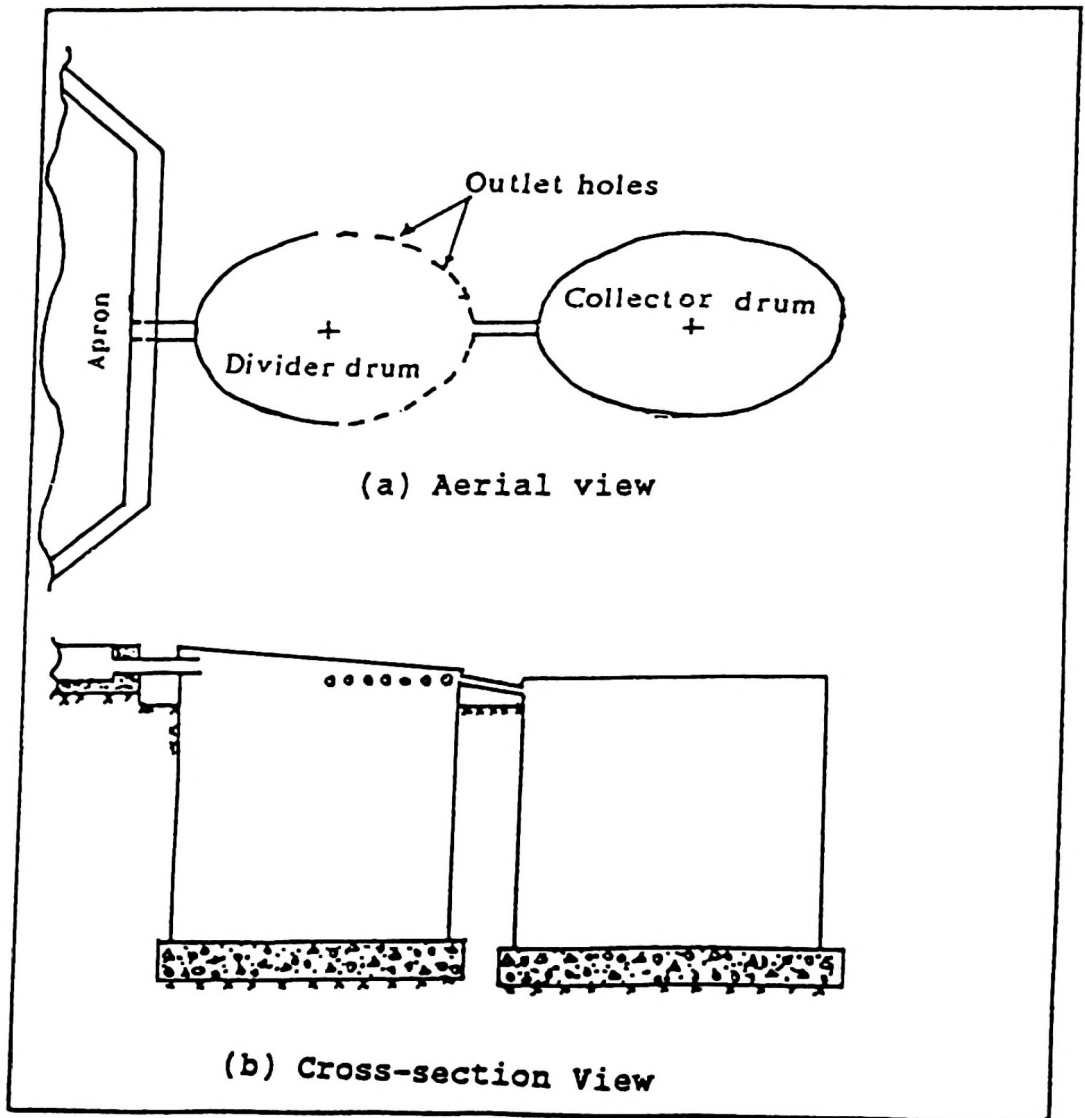 Outlet holes
Apron
Divider drum
Collector drum
(a) Aerial view
(b) Cross-section View